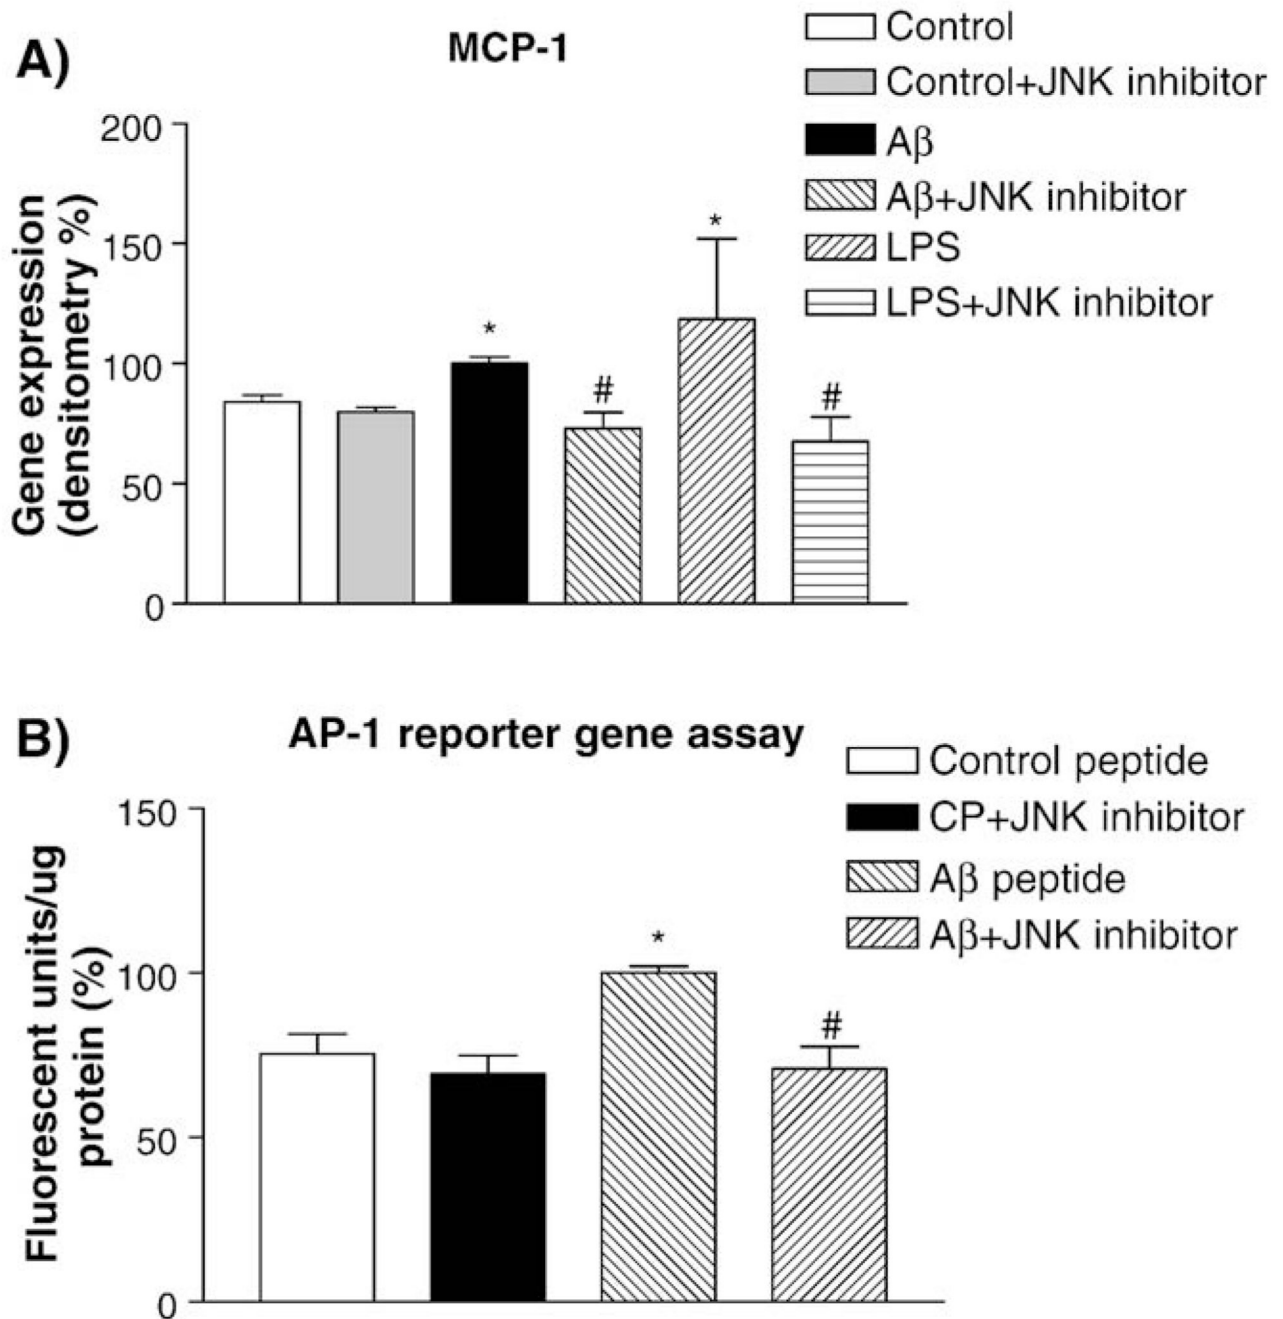 A)
MCP-1
Control
Control+JNK inhibitor
Aβ
Aβ+JNK inhibitor
LPS
LPS+JNK inhibitor
Gene expression
(densitometry %)
200
150
100
50
0
*
#
*
#
B)
AP-1 reporter gene assay
Control peptide
CP+JNK inhibitor
Aβ peptide
Aβ+JNK inhibitor
Fluorescent units/ug
protein (%)
150
100
50
0
*
#